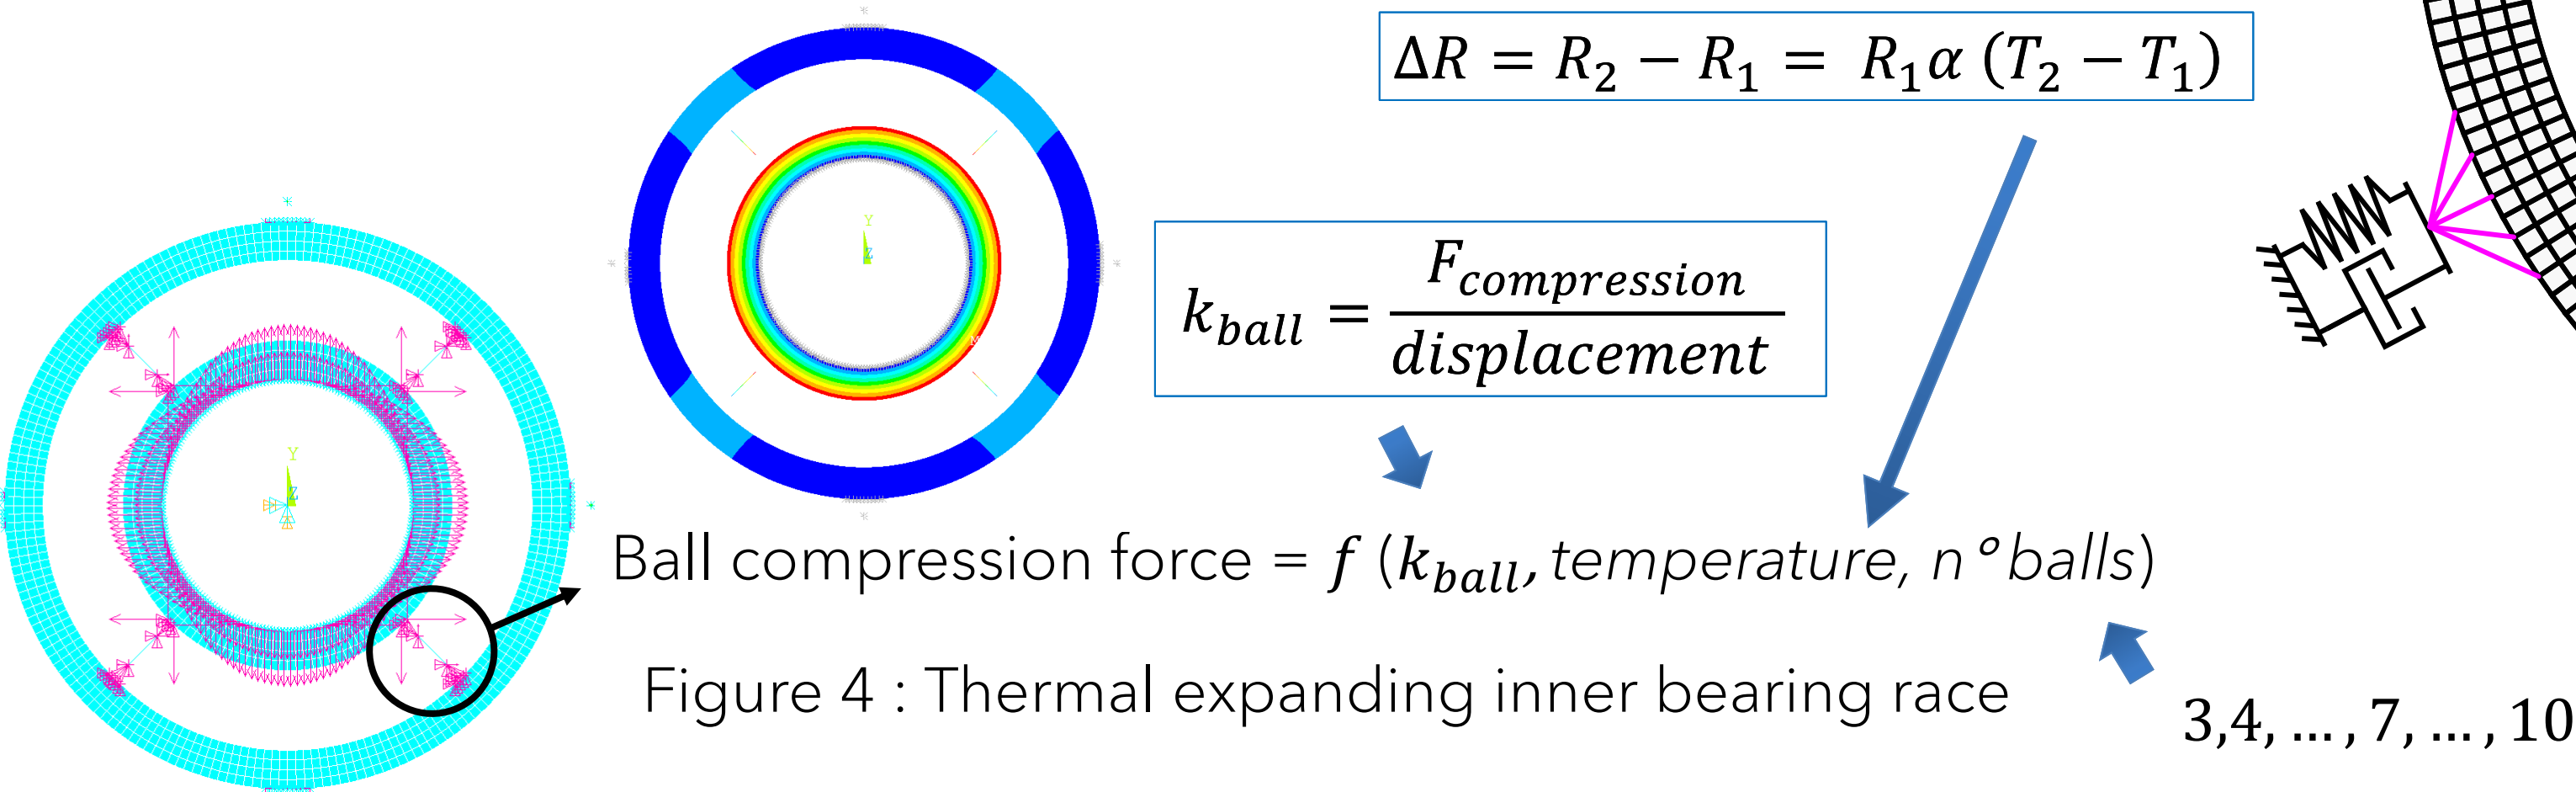 ΔR = R₂ − R₁ = R₁α (T₂ − T₁)
k_ball = F_compression / displacement
Y
Z
Y
Z
Ball compression force = f (k_ball, temperature, n° balls)
Figure 4 : Thermal expanding inner bearing race
3,4, ... , 7, ... , 10